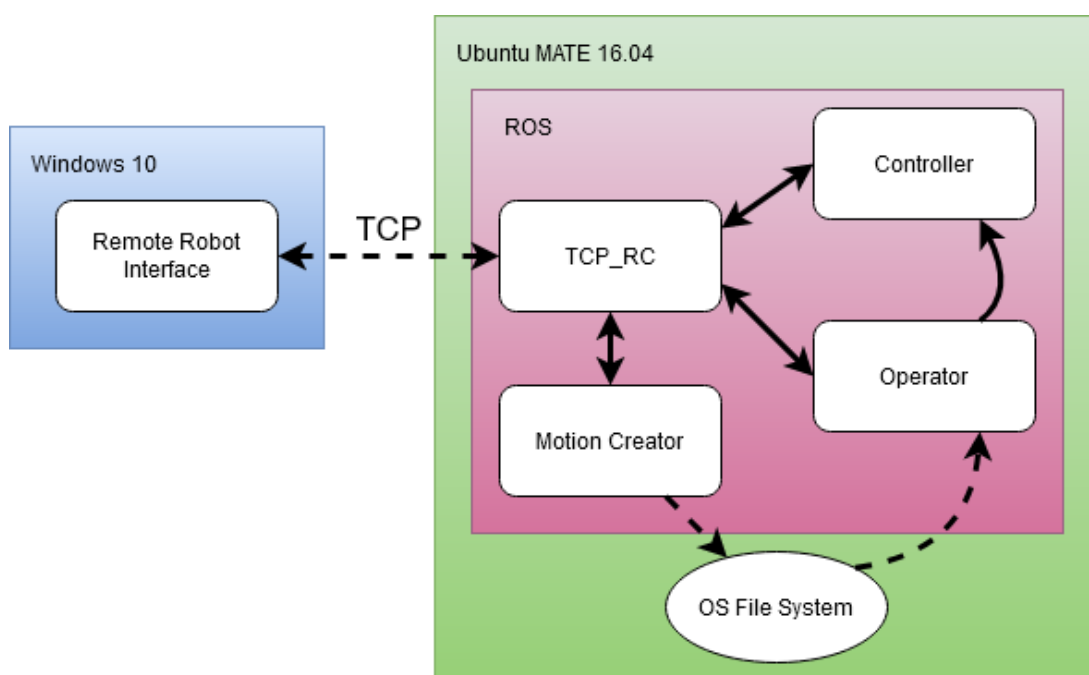 Ubuntu MATE 16.04
ROS
Controller
Windows 10
Remote Robot
Interface
TCP
TCP_RC
Operator
Motion Creator
OS File System